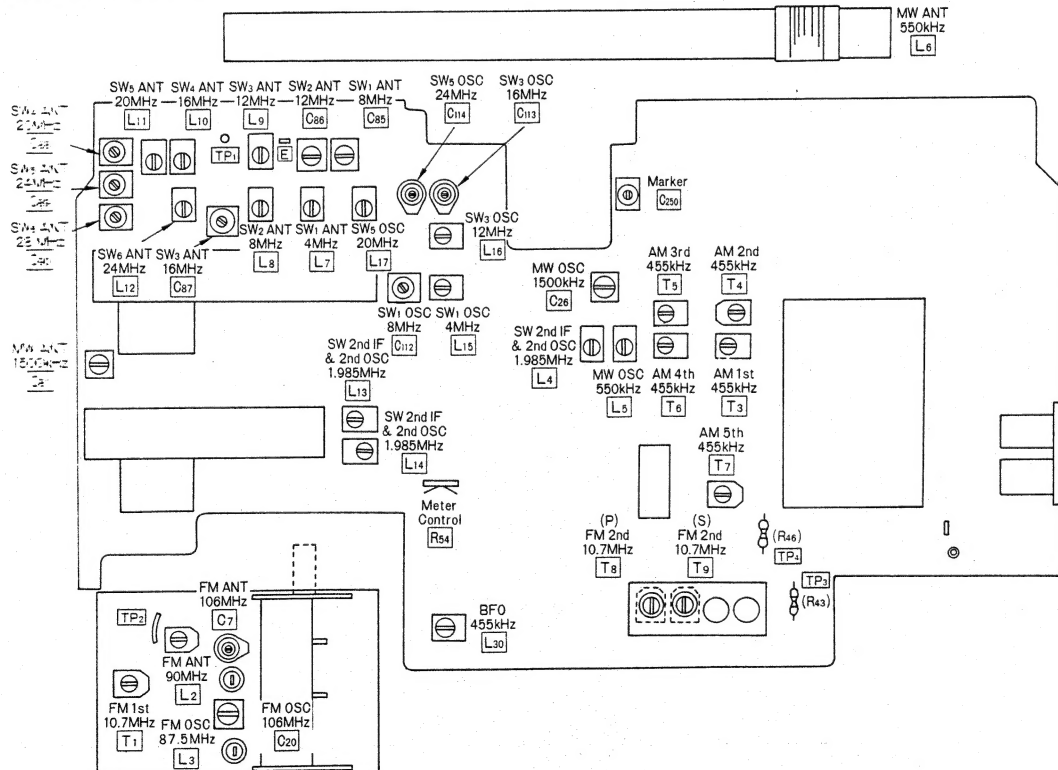 MW ANT
550kHz
L6
SW5 ANT
20MHz
L11
SW4 ANT
16MHz
L10
SW3 ANT
12MHz
L9
SW2 ANT
12MHz
C86
SW1 ANT
8MHz
C85
SW5 OSC
24MHz
C114
SW3 OSC
16MHz
C113
ANT
ANT
ANT
TP1
E
Marker
C250
SW6 ANT
24MHz
L12
SW3 ANT
16MHz
C87
SW2 ANT
8MHz
L8
SW1 ANT
4MHz
L7
SW5 OSC
20MHz
L17
SW3 OSC
12MHz
L16
SW1 OSC
8MHz
C112
SW1 OSC
4MHz
L15
MW OSC
1500kHz
C26
AM 3rd
455kHz
T5
AM 2nd
455kHz
T4
MW ANT
1500kHz
SW 2nd IF
& 2nd OSC
1.985MHz
L13
SW 2nd IF
& 2nd OSC
1.985MHz
L4
MW OSC
550kHz
L5
AM 4th
455kHz
T6
AM 1st
455kHz
T3
SW 2nd IF
& 2nd OSC
1.985MHz
L14
AM 5th
455kHz
T7
Meter
Control
R54
(P)
FM 2nd
10.7MHz
T8
(S)
FM 2nd
10.7MHz
T9
(R46)
TP4
TP3
(R43)
FM ANT
106MHz
C7
TP2
BFO
455kHz
L30
FM ANT
90MHz
L2
FM 1st
10.7MHz
T1
FM OSC
87.5MHz
L3
FM OSC
106MHz
C20